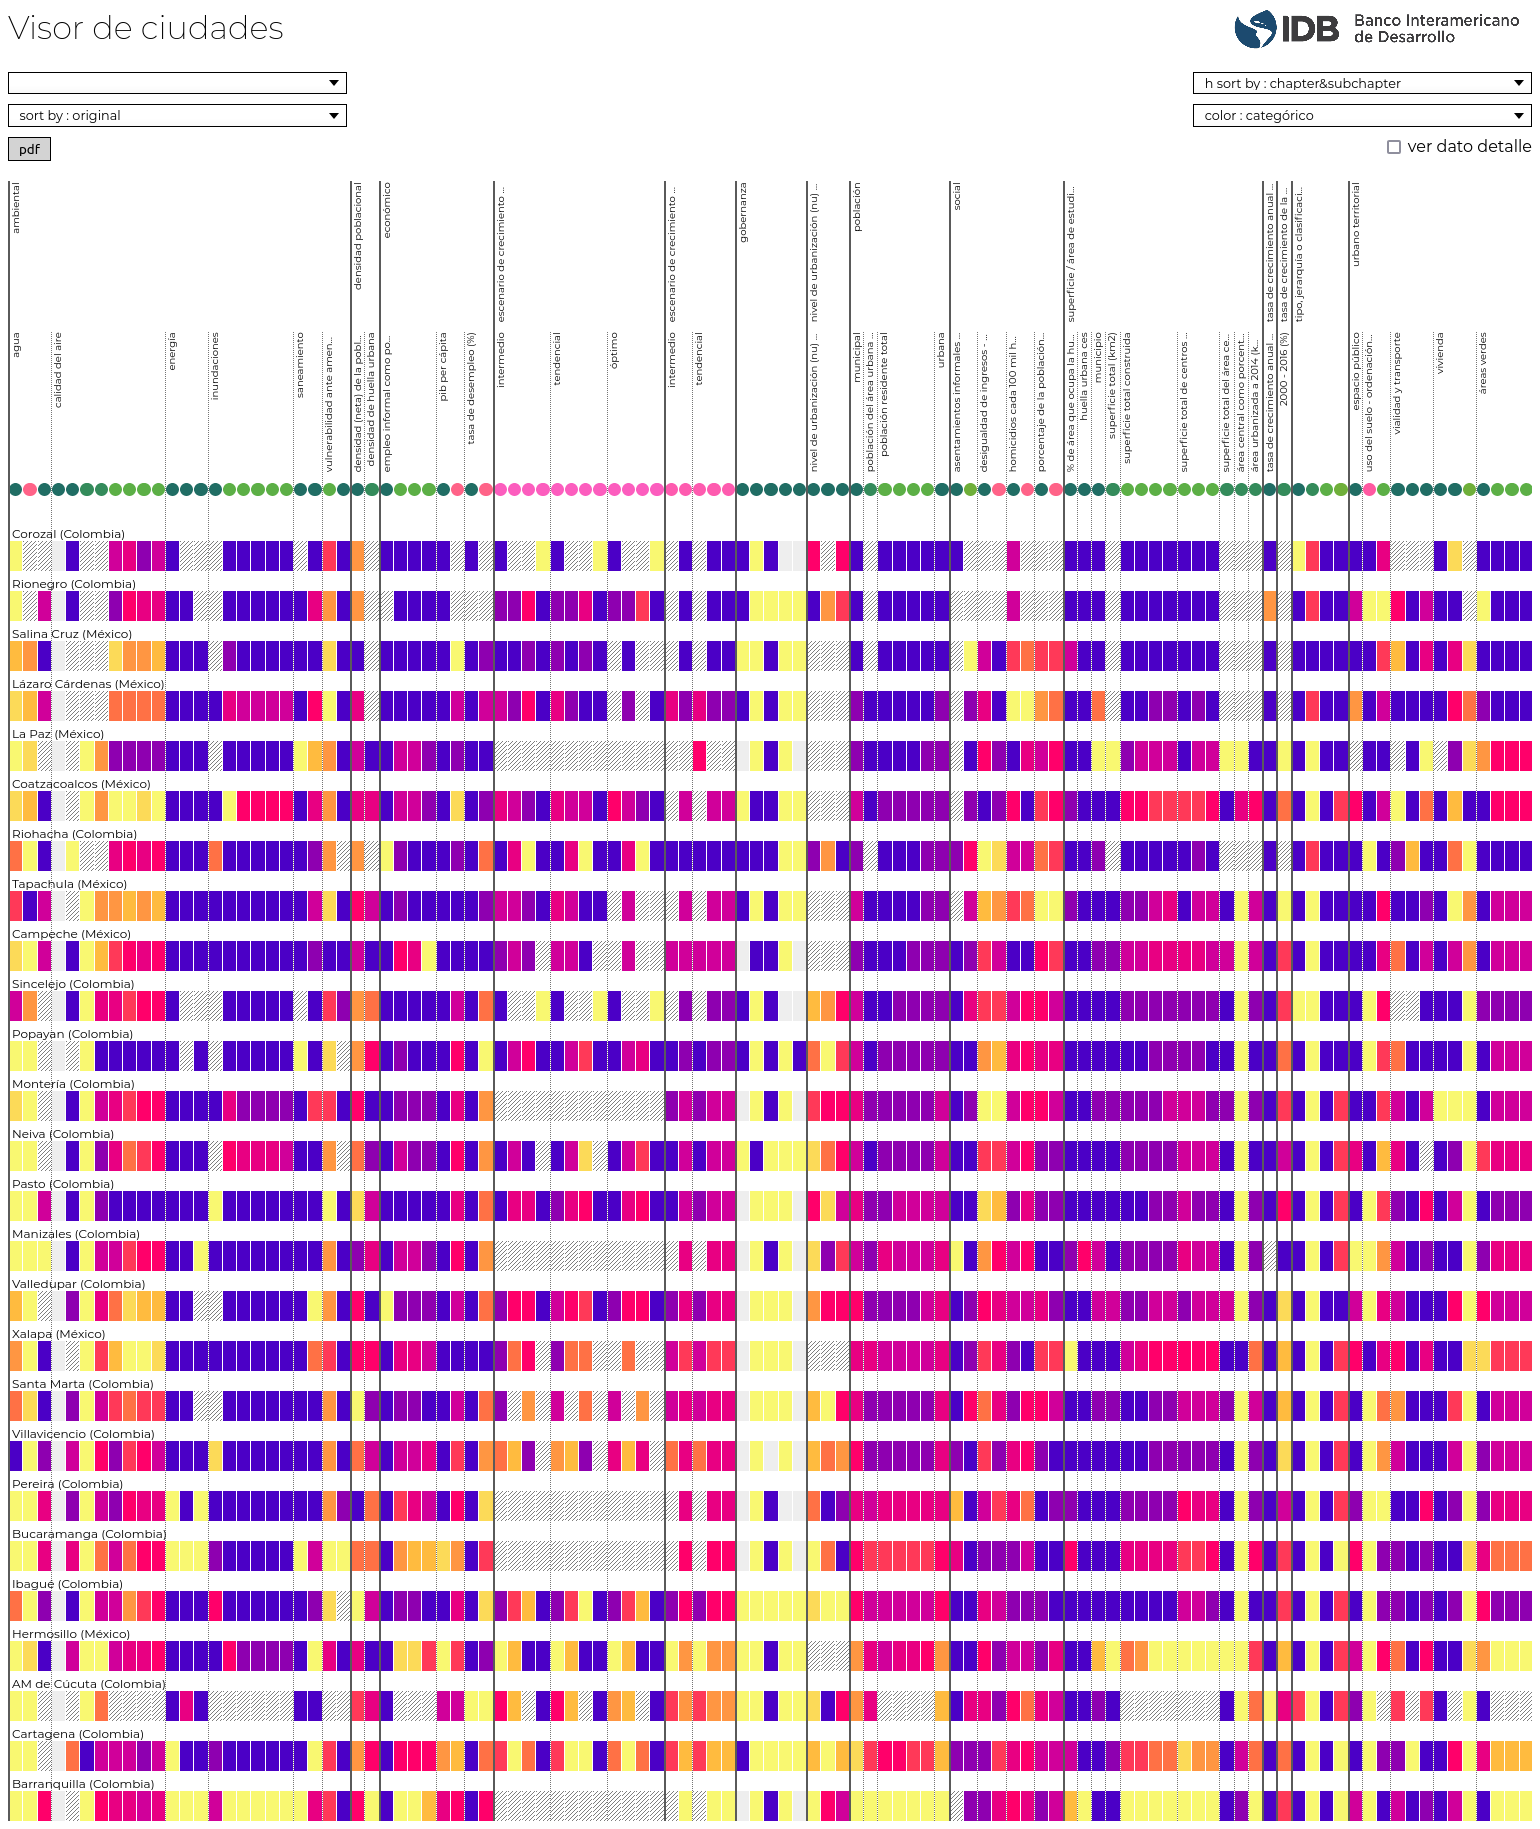 Visor de ciudades
IDB
Banco Interamericano
de Desarrollo
h sort by : chapter&subchapter
sort by : original
color : categórico
pdf
ver dato detalle
ambiental
densidad poblacional
económico
escenario de crecimiento ...
escenario de crecimiento ...
gobernanza
nivel de urbanización (nu) ...
población
social
superficie / área de estudi...
tasa de crecimiento anual ...
tasa de crecimiento de la ...
tipo, jerarquía o clasificaci...
urbano territorial
agua
calidad del aire
energía
inundaciones
saneamiento
vulnerabilidad ante amen...
densidad (neta) de la pobl...
densidad de huella urbana
empleo informal como po...
pib per cápita
tasa de desempleo (%)
intermedio
tendencial
óptimo
intermedio
tendencial
nivel de urbanización (nu) ...
municipal
población del área urbana ...
población residente total
urbana
asentamientos informales ...
desigualdad de ingresos - ...
homicidios cada 100 mil h...
porcentaje de la población...
% de área que ocupa la hu...
huella urbana ces
municipio
superficie total (km2)
superficie total construida
superficie total de centros ...
superficie total del área ce...
área central como porcent...
área urbanizada a 2014 (k...
tasa de crecimiento anual ...
2000 - 2016 (%)
espacio público
uso del suelo - ordenación...
vialidad y transporte
vivienda
áreas verdes
Corozal (Colombia)
Rionegro (Colombia)
Salina Cruz (México)
Lázaro Cárdenas (México)
La Paz (México)
Coatzacoalcos (México)
Riohacha (Colombia)
Tapachula (México)
Campeche (México)
Sincelejo (Colombia)
Popayan (Colombia)
Montería (Colombia)
Neiva (Colombia)
Pasto (Colombia)
Manizales (Colombia)
Valledupar (Colombia)
Xalapa (México)
Santa Marta (Colombia)
Villavicencio (Colombia)
Pereira (Colombia)
Bucaramanga (Colombia)
Ibagué (Colombia)
Hermosillo (México)
AM de Cúcuta (Colombia)
Cartagena (Colombia)
Barranquilla (Colombia)